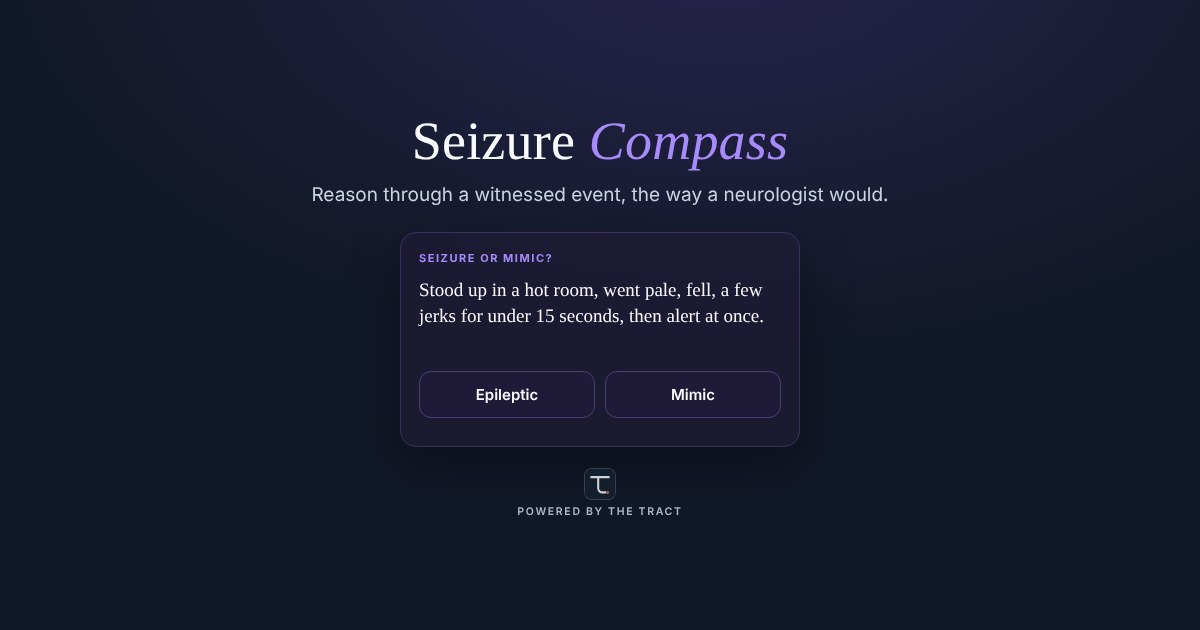 Seizure Compass
Reason through a witnessed event, the way a neurologist would.
SEIZURE OR MIMIC?
Stood up in a hot room, went pale, fell, a few
jerks for under 15 seconds, then alert at once.
Epileptic
Mimic
POWERED BY THE TRACT